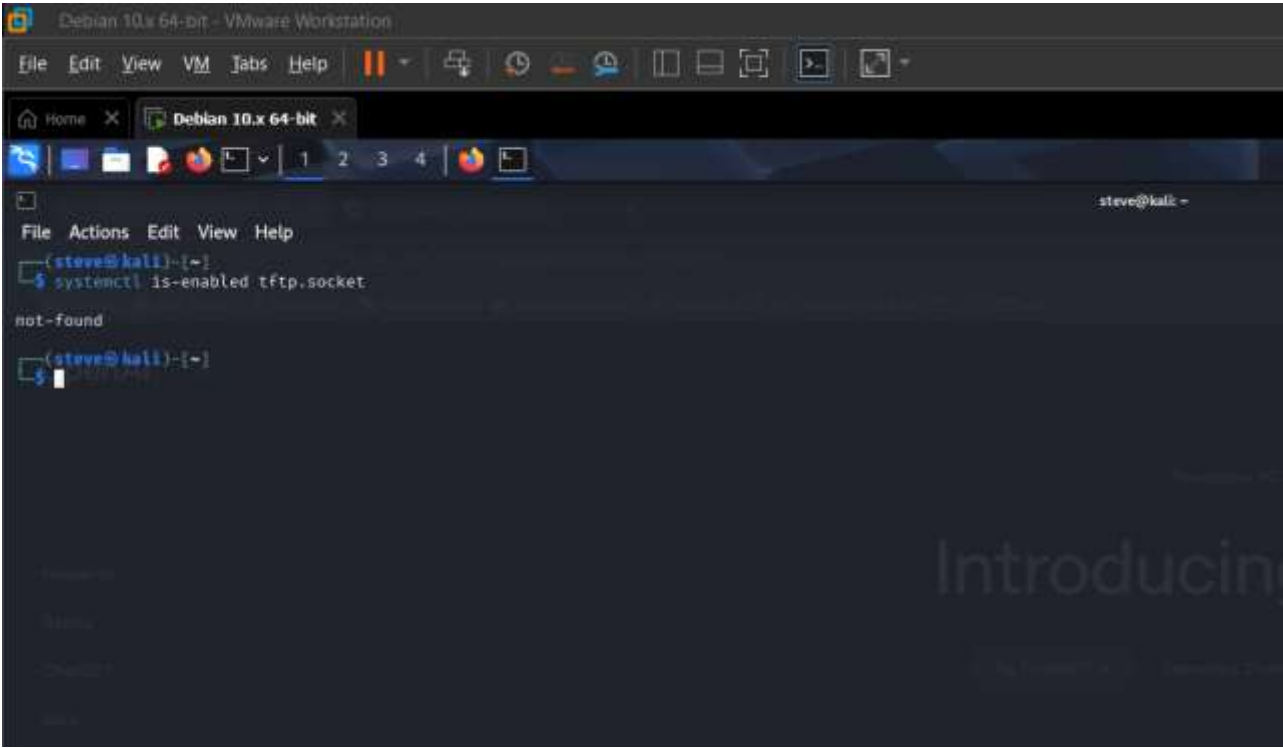 Debian 10.x 64-bit - VMware Workstation
File Edit View VM Tabs Help
Home Debian 10.x 64-bit
1 2 3 4
steve@kali: ~
File Actions Edit View Help
(steve㉿kali)-[~]
$ systemctl is-enabled tftp.socket
not-found
(steve㉿kali)-[~]
$
Introducing
ChatGPT